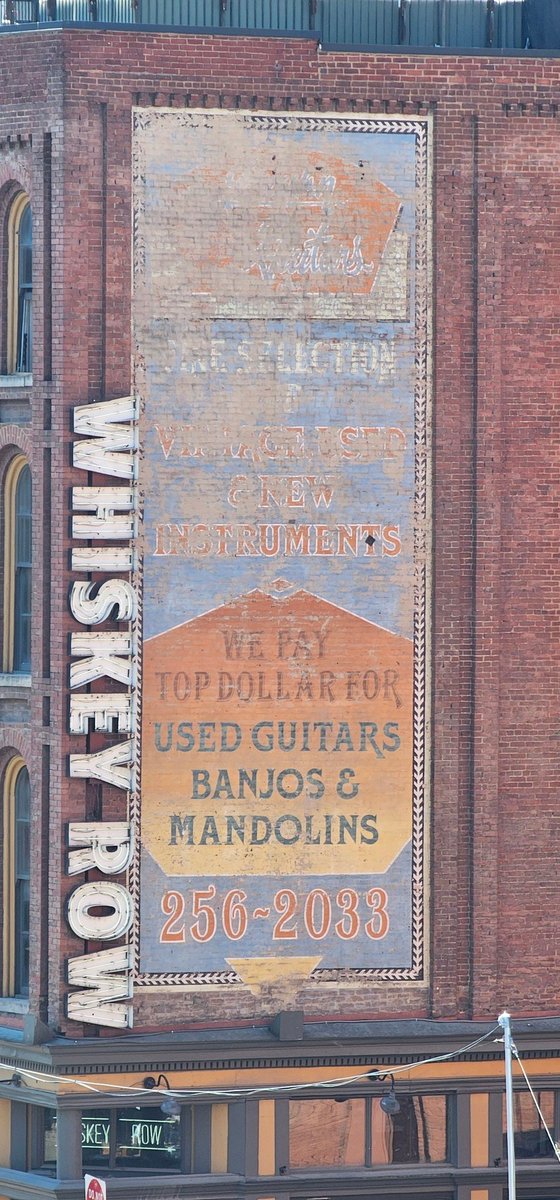 Guitars
FINE SELECTION
OF
VINTAGE, USED
& NEW
INSTRUMENTS
WE PAY
TOP DOLLAR FOR
USED GUITARS
BANJOS &
MANDOLINS
256-2033
WHISKEY ROW
SKEY ROW